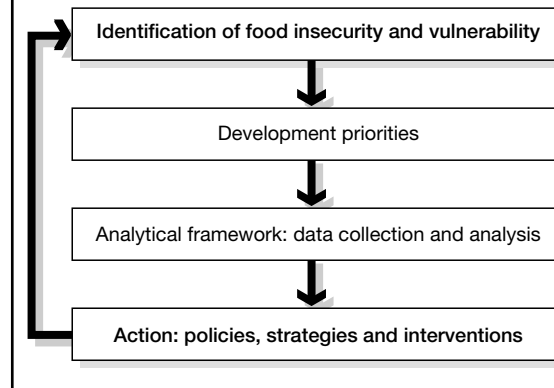 Identification of food insecurity and vulnerability
Development priorities
Analytical framework: data collection and analysis
Action: policies, strategies and interventions